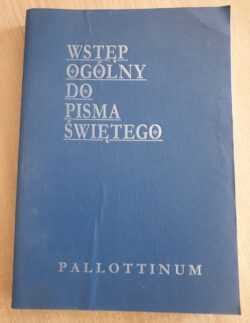 WSTĘP
OGÓLNY
DO
PISMA
ŚWIĘTEGO
PALLOTTINUM